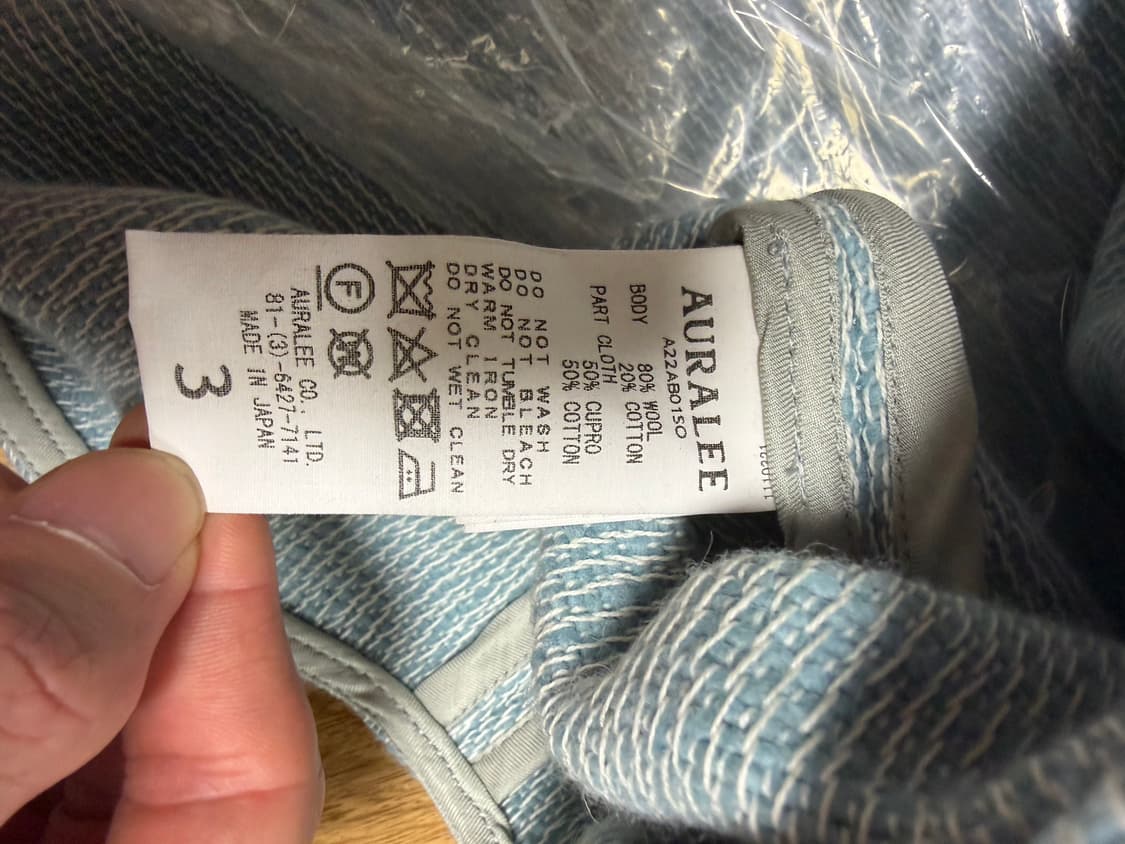 AURALEE
A22AB015O
BODY 80% WOOL
20% COTTON
PART CLOTH
50% CUPRO
50% COTTON
DO NOT WASH
DO NOT BLEACH
DO NOT TUMBLE DRY
WARM IRON
DRY CLEAN
DO NOT WET CLEAN
F
W
AURALEE CO., LTD.
81-(3)-6427-7141
MADE IN JAPAN
3